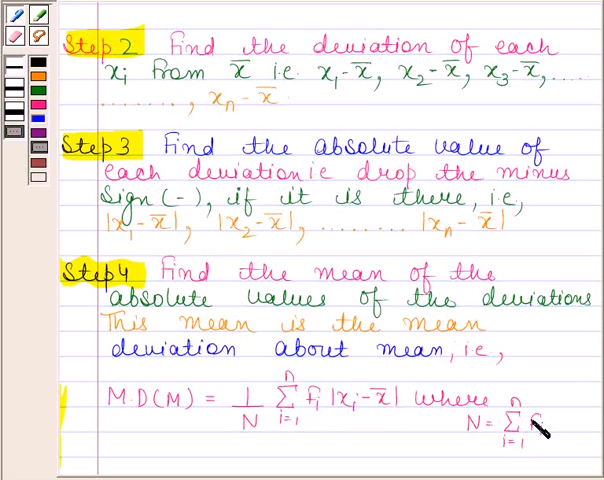 Step 2 Find the deviation of each
xi from x̄ i.e x₁-x̄, x₂-x̄, x₃-x̄, .....
........., xn-x̄
Step 3 Find the absolute value of
each deviation ie drop the minus
Sign (-), if it is there, i.e,
|x₁-x̄|, |x₂-x̄|, ........ |xn-x̄|
Step 4 Find the mean of the
absolute values of the deviations
This mean is the mean
deviation about mean, i.e,
M.D(M) = 1/N Σ_{i=1}^{n} fi |xi-x̄| where
N = Σ_{i=1}^{n} f